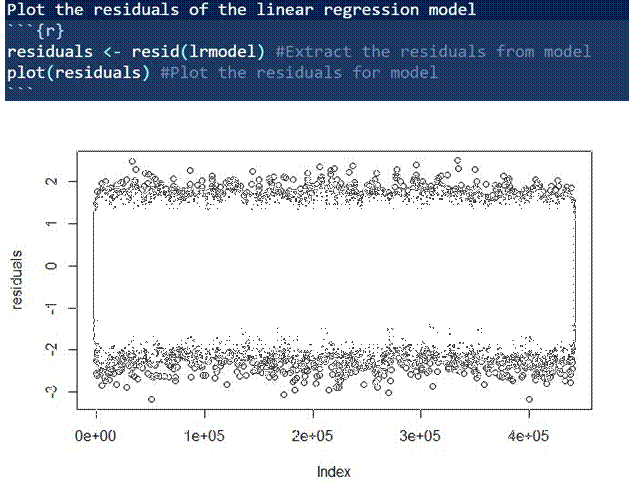 Plot the residuals of the linear regression model
```{r}
residuals <- resid(lrmodel) #Extract the residuals from model
plot(residuals) #Plot the residuals for model
```
2
1
0
-1
-2
-3
residuals
0e+00 1e+05 2e+05 3e+05 4e+05
Index